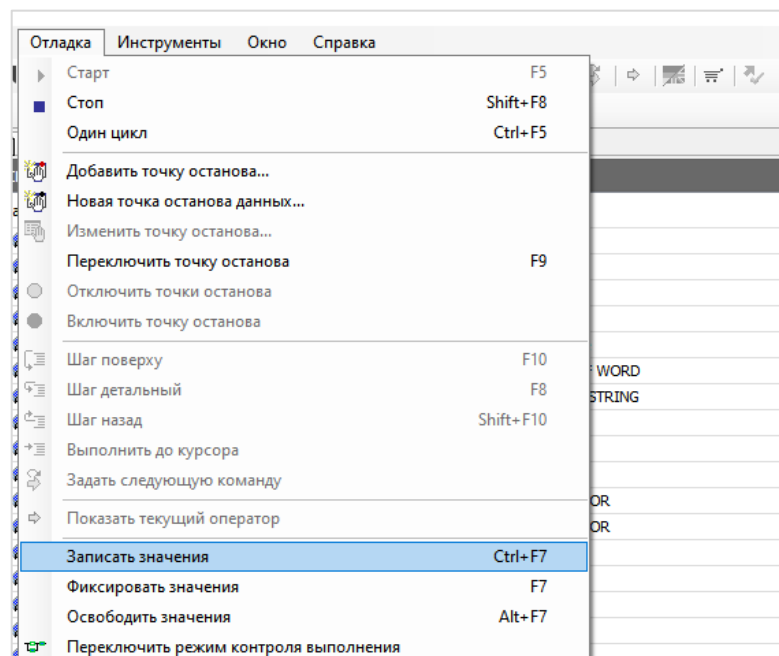 Отладка Инструменты Окно Справка
Старт F5
Стоп Shift+F8
Один цикл Ctrl+F5
Добавить точку останова...
Новая точка останова данных...
Изменить точку останова...
Переключить точку останова F9
Отключить точки останова
Включить точку останова
Шаг поверху F10
WORD
Шаг детальный F8
STRING
Шаг назад Shift+F10
Выполнить до курсора
Задать следующую команду
OR
Показать текущий оператор
OR
Записать значения Ctrl+F7
Фиксировать значения F7
Освободить значения Alt+F7
Переключить режим контроля выполнения